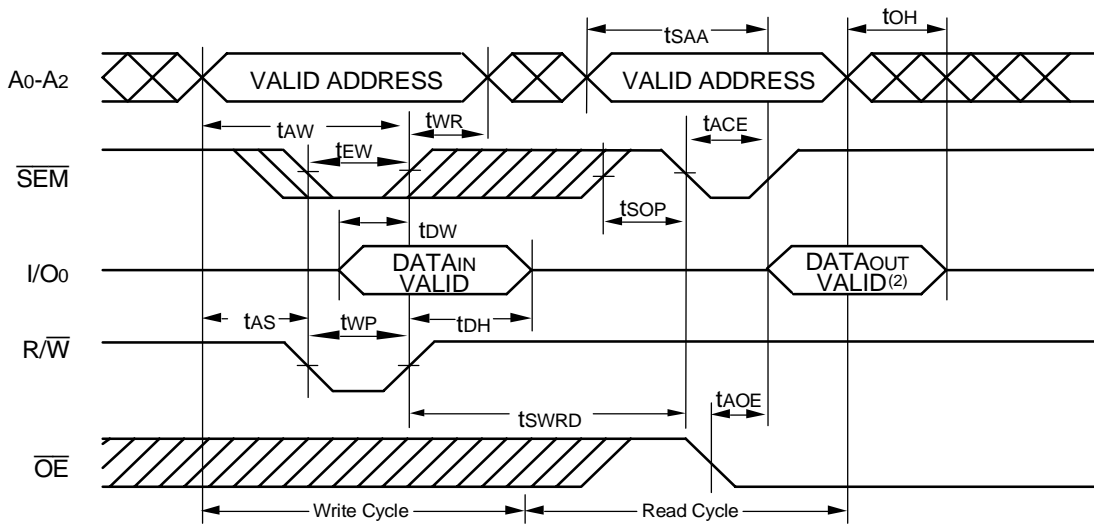 tOH
tSAA
A0-A2
VALID ADDRESS
VALID ADDRESS
tAW
tWR
tACE
tEW
SEM
tSOP
tDW
I/O0
DATAIN
VALID
DATAOUT
VALID(2)
tAS
tWP
tDH
R/W
tSWRD
tAOE
OE
Write Cycle
Read Cycle